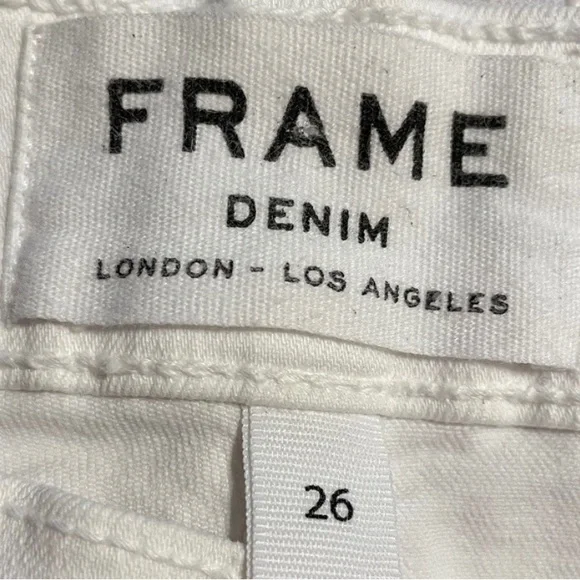 FRAME
DENIM
LONDON - LOS ANGELES
26